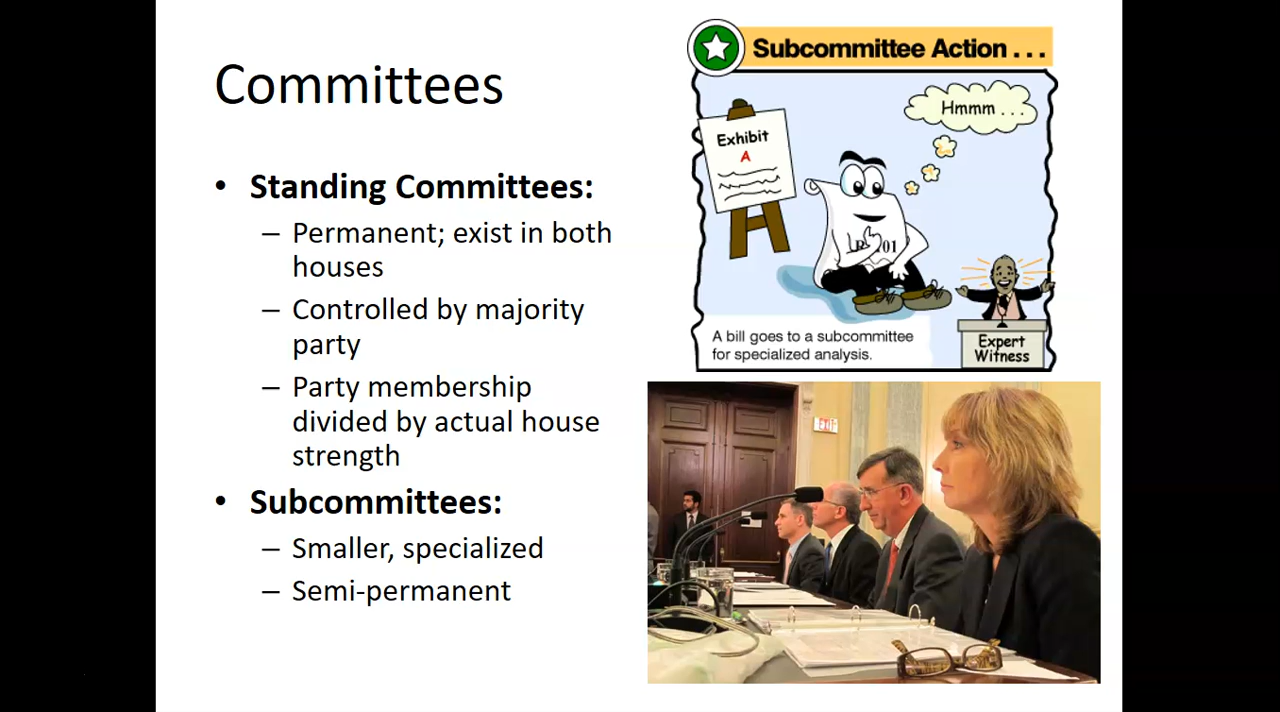 Committees
• Standing Committees:
– Permanent; exist in both
houses
– Controlled by majority
party
– Party membership
divided by actual house
strength
• Subcommittees:
– Smaller, specialized
– Semi-permanent
Subcommittee Action . . .
Hmmm . . .
Exhibit
A
A bill goes to a subcommittee
for specialized analysis.
Expert
Witness
EXIT